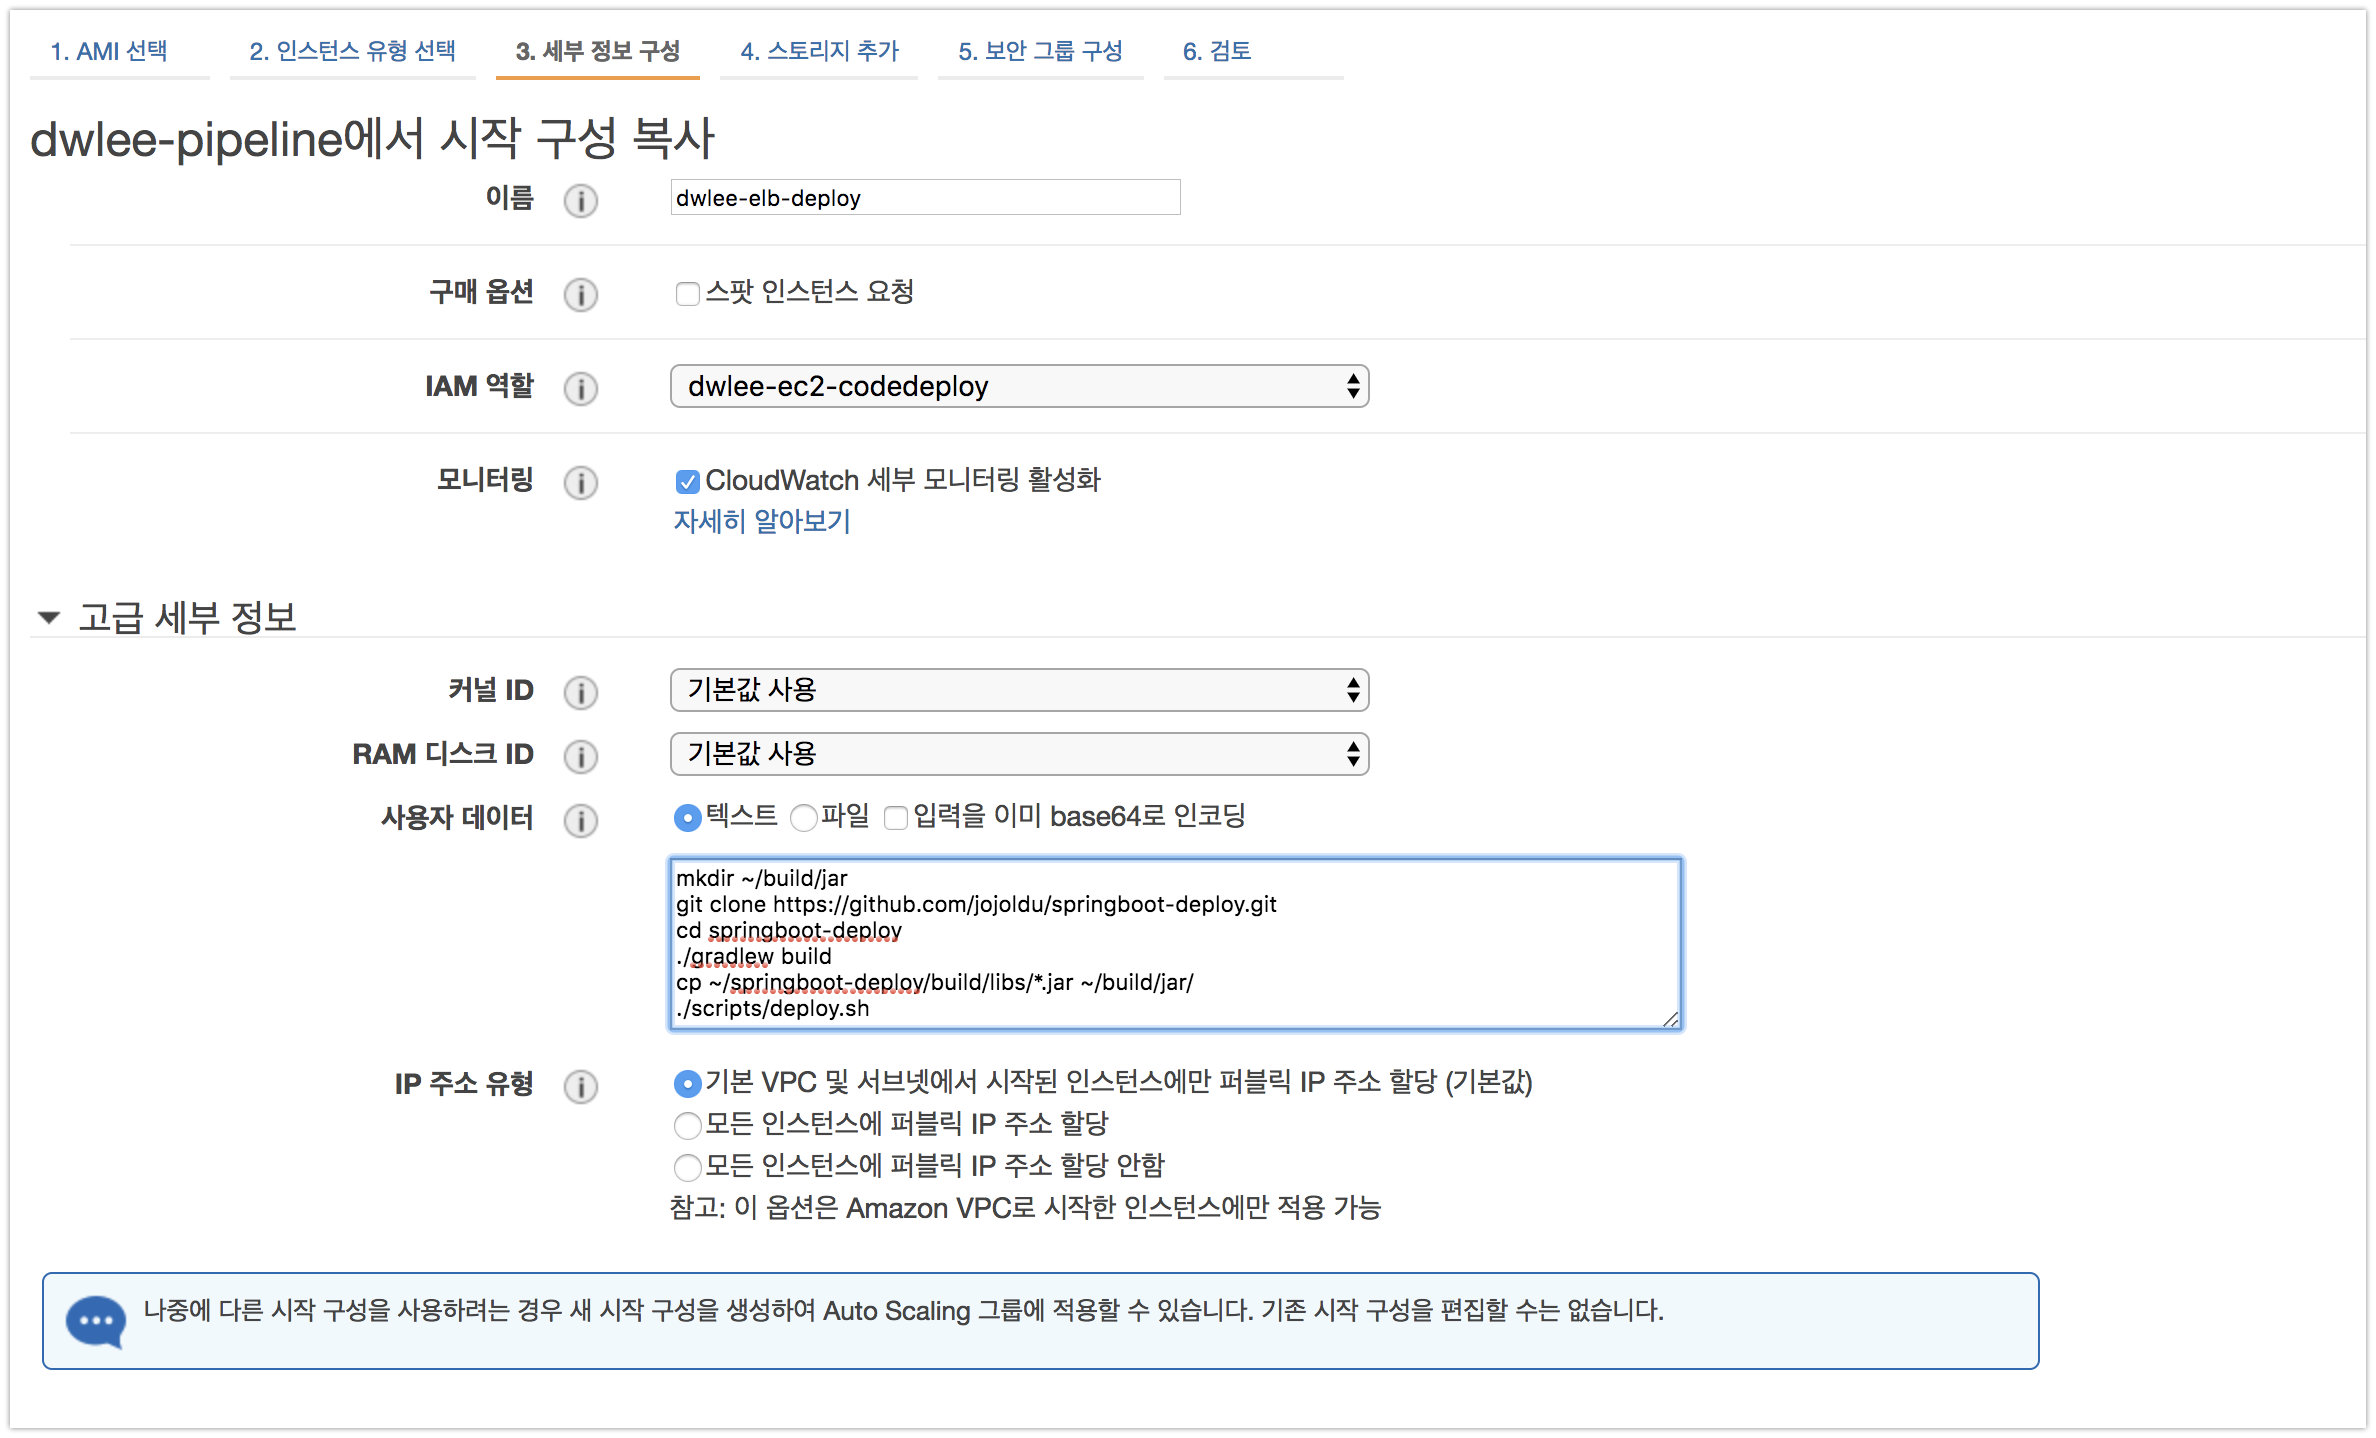 1. AMI 선택 2. 인스턴스 유형 선택 3. 세부 정보 구성 4. 스토리지 추가 5. 보안 그룹 구성 6. 검토
dwlee-pipeline에서 시작 구성 복사
이름 dwlee-elb-deploy
구매 옵션 스팟 인스턴스 요청
IAM 역할 dwlee-ec2-codedeploy
모니터링 CloudWatch 세부 모니터링 활성화
자세히 알아보기
고급 세부 정보
커널 ID 기본값 사용
RAM 디스크 ID 기본값 사용
사용자 데이터 텍스트 파일 입력을 이미 base64로 인코딩
mkdir ~/build/jar
git clone https://github.com/jojoldu/springboot-deploy.git
cd springboot-deploy
./gradlew build
cp ~/springboot-deploy/build/libs/*.jar ~/build/jar/
./scripts/deploy.sh
IP 주소 유형 기본 VPC 및 서브넷에서 시작된 인스턴스에만 퍼블릭 IP 주소 할당 (기본값)
모든 인스턴스에 퍼블릭 IP 주소 할당
모든 인스턴스에 퍼블릭 IP 주소 할당 안함
참고: 이 옵션은 Amazon VPC로 시작한 인스턴스에만 적용 가능
나중에 다른 시작 구성을 사용하려는 경우 새 시작 구성을 생성하여 Auto Scaling 그룹에 적용할 수 있습니다. 기존 시작 구성을 편집할 수는 없습니다.